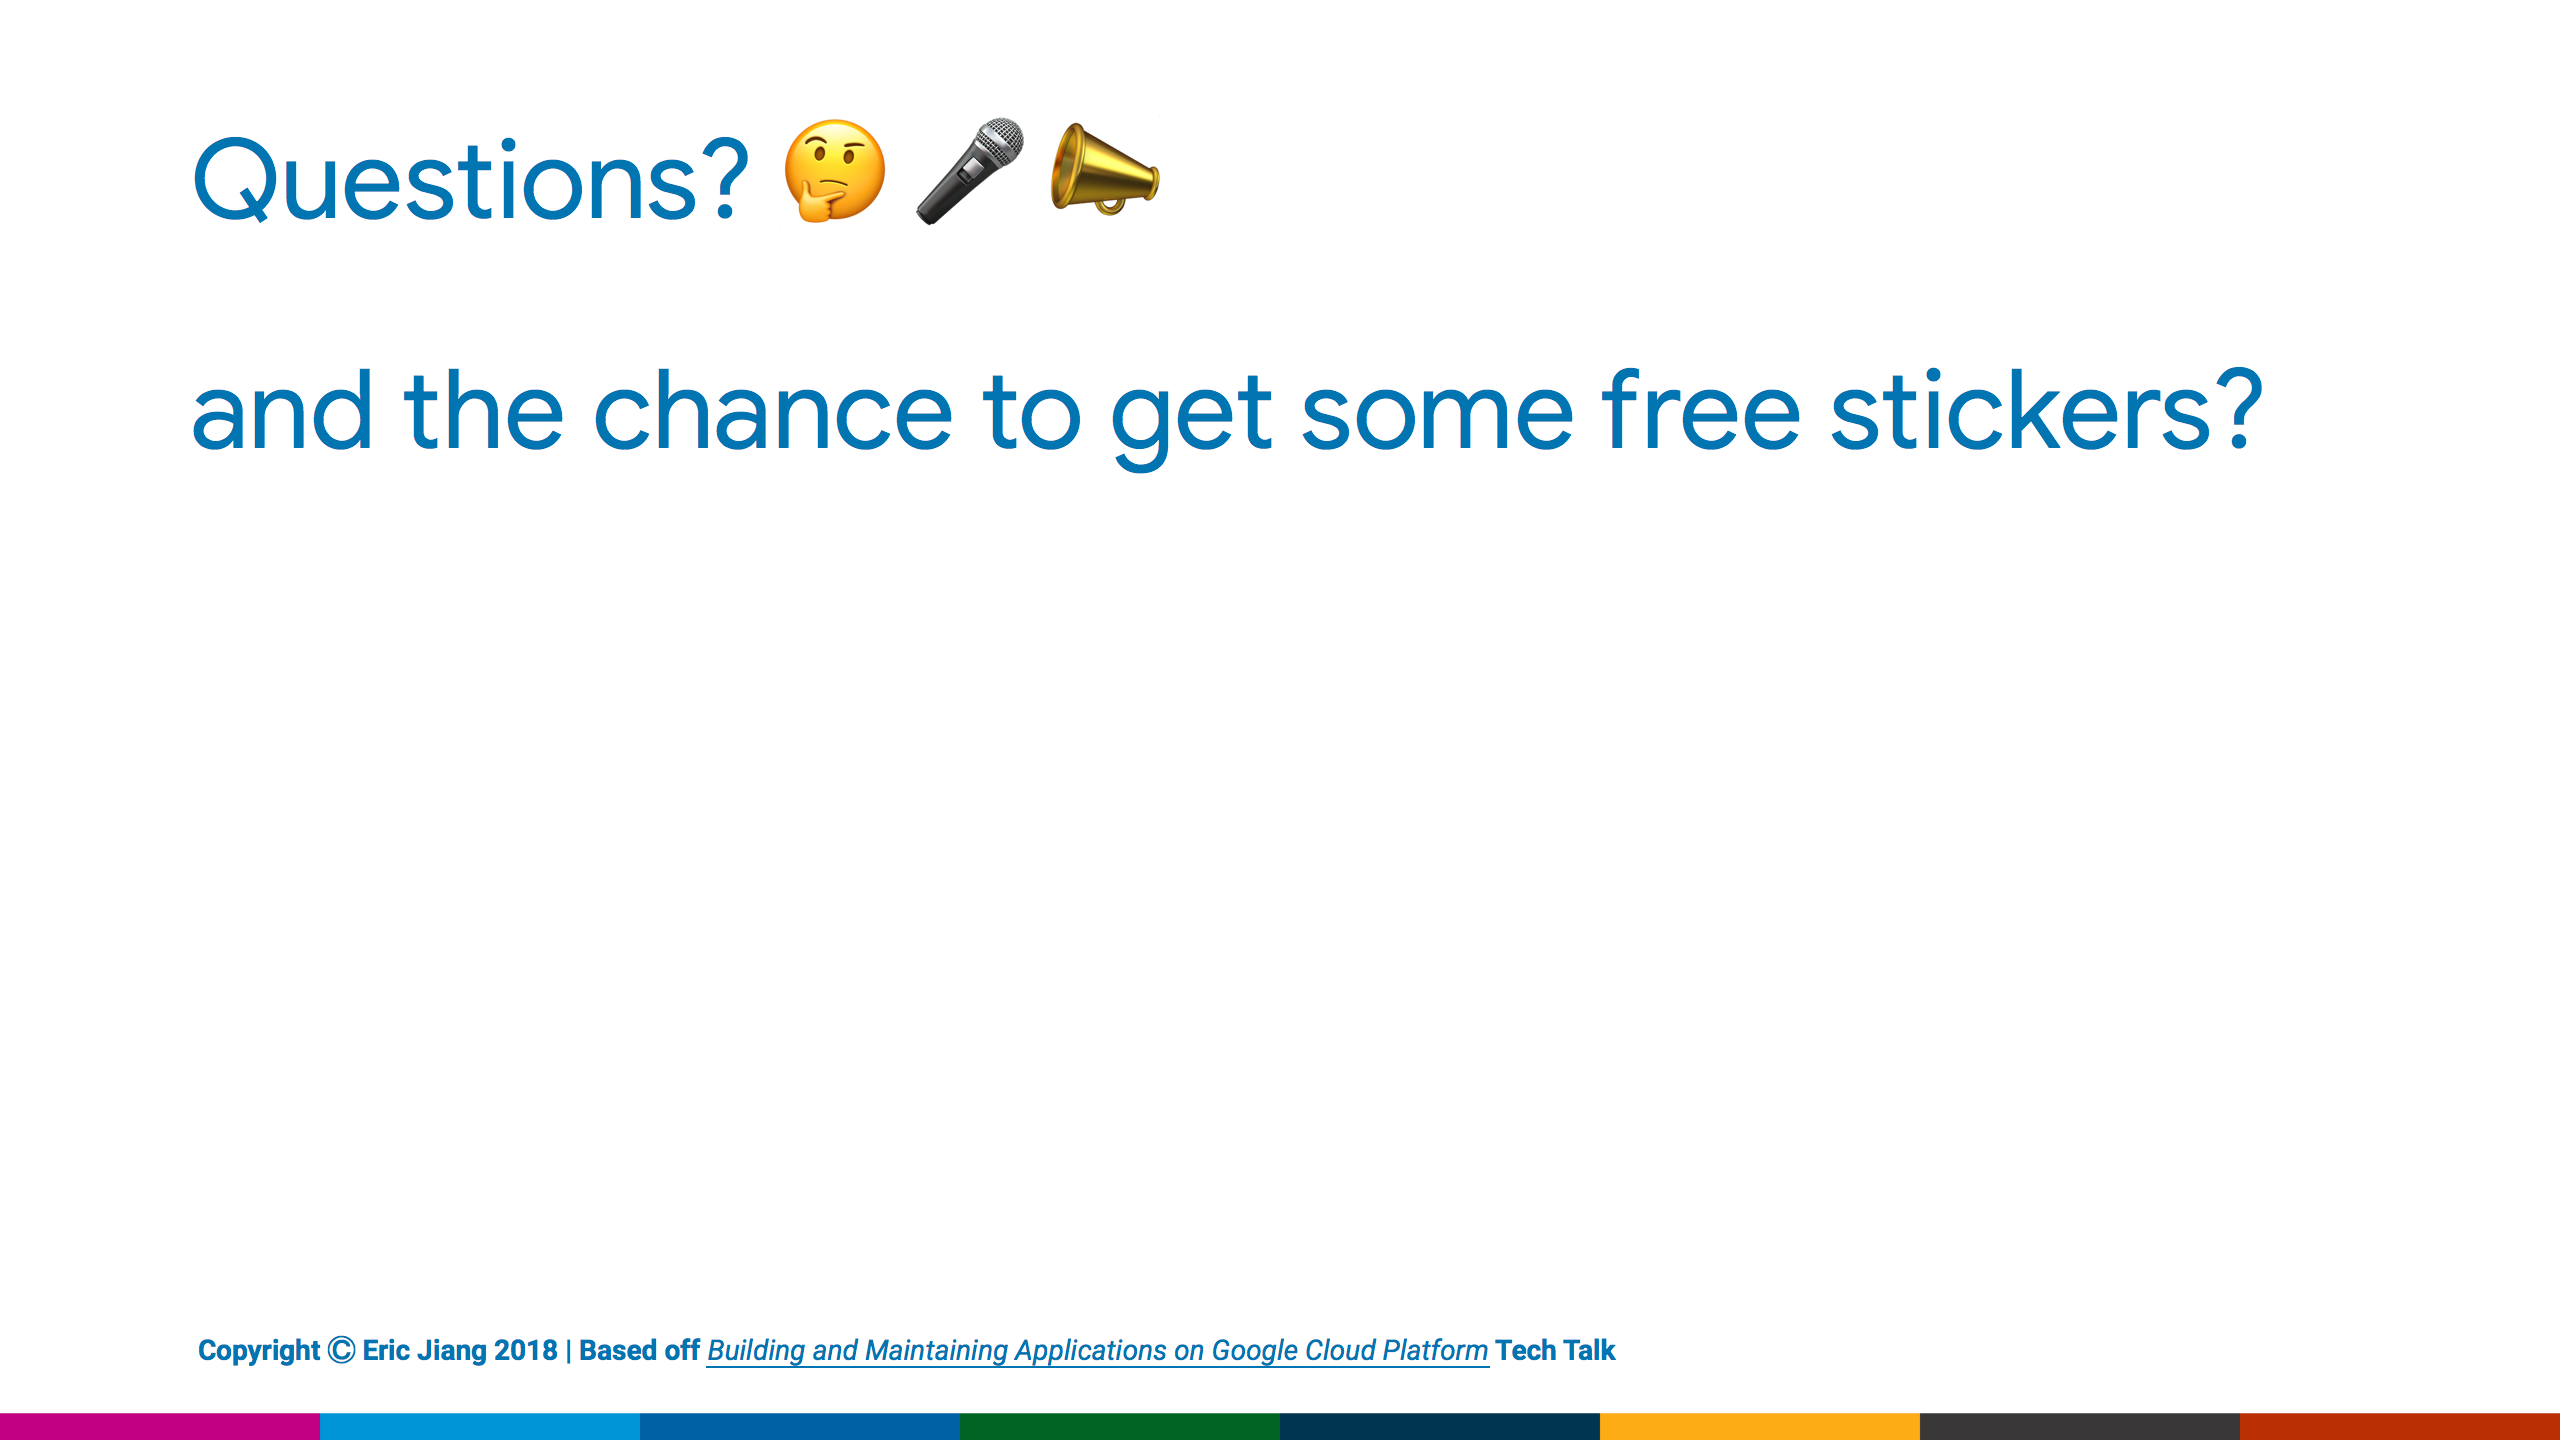 Questions? 🤔 🎤 📣
and the chance to get some free stickers?
Copyright Ⓒ Eric Jiang 2018 | Based off Building and Maintaining Applications on Google Cloud Platform Tech Talk